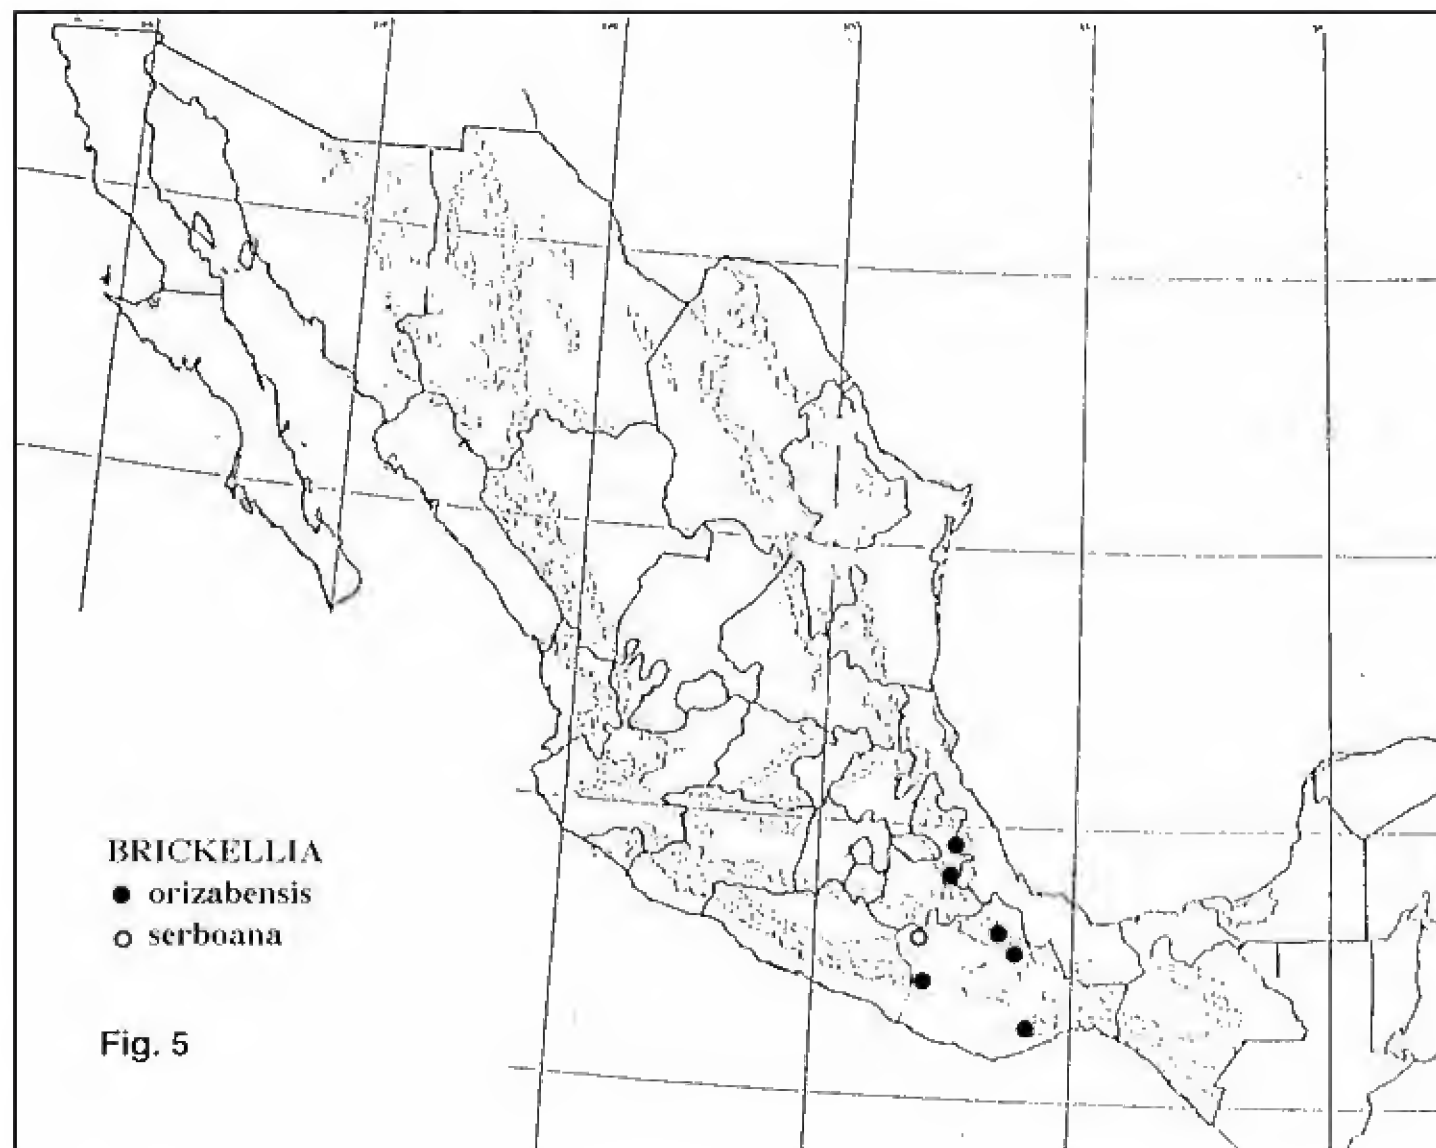 BRICKELLIA
● orizabensis
○ serboana
Fig. 5